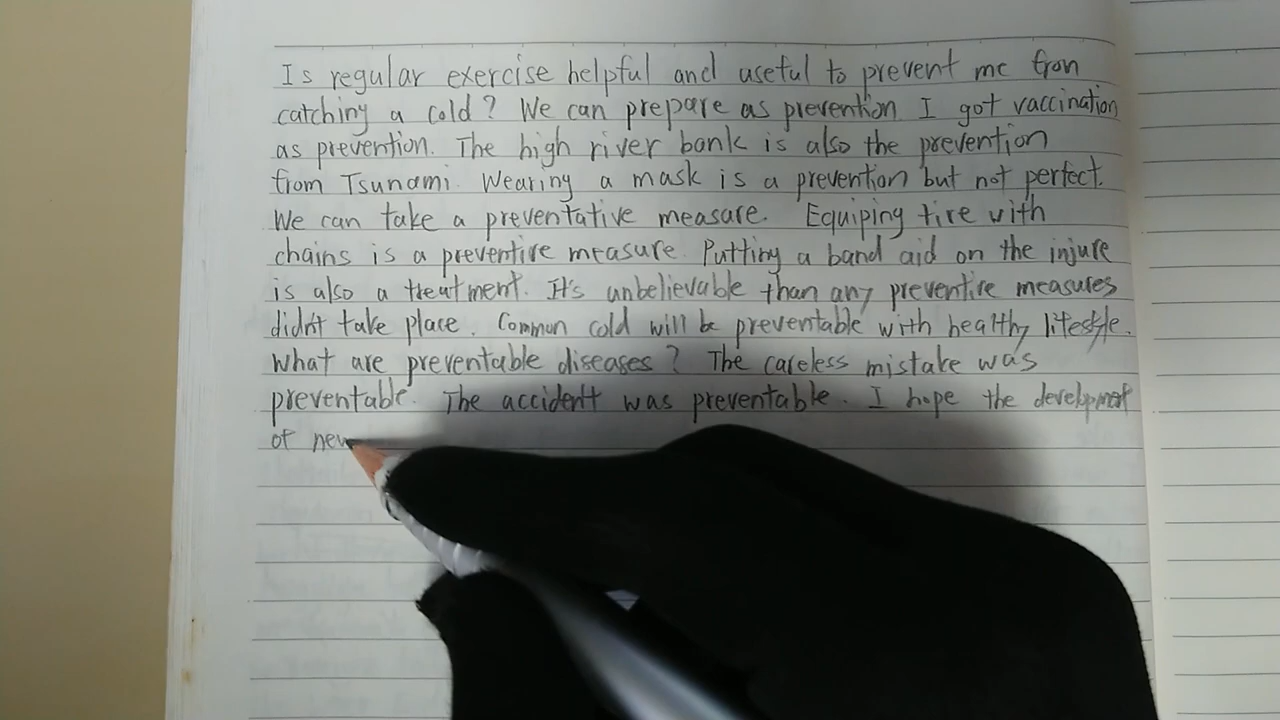 Is regular exercise helpful and useful to prevent me fron
catching a cold? We can prepare as prevention I got vaccination
as prevention. The high river bank is also the prevention
from Tsunami. Wearing a mask is a prevention but not perfect.
We can take a preventative measure. Equiping tire with
chains is a preventive measure. Putting a band aid on the injure
is also a treatment. It's unbelievable than any preventive measures
didn't take place. Common cold will be preventable with healthy lifestyle.
What are preventable diseases? The careless mistake was
preventable. The accidentt was preventable. I hope the development
of new